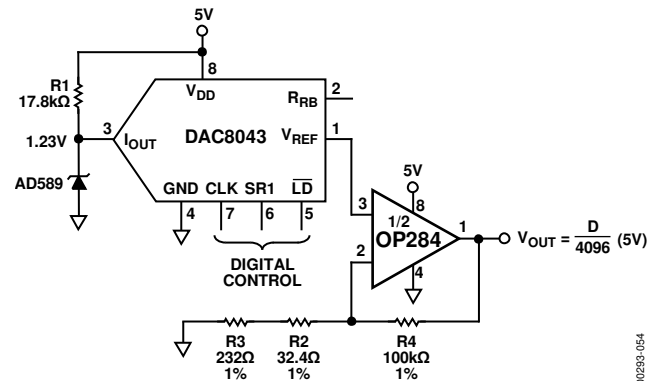 5V
R1
17.8kΩ
8
VDD
RRB
2
DAC8043
1.23V
3
IOUT
VREF
1
AD589
GND CLK SR1 LD
4
7
6
5
DIGITAL
CONTROL
5V
3
8
1/2
OP284
1
2
4
VOUT = D/4096 (5V)
R3
232Ω
1%
R2
32.4Ω
1%
R4
100kΩ
1%
00293-054